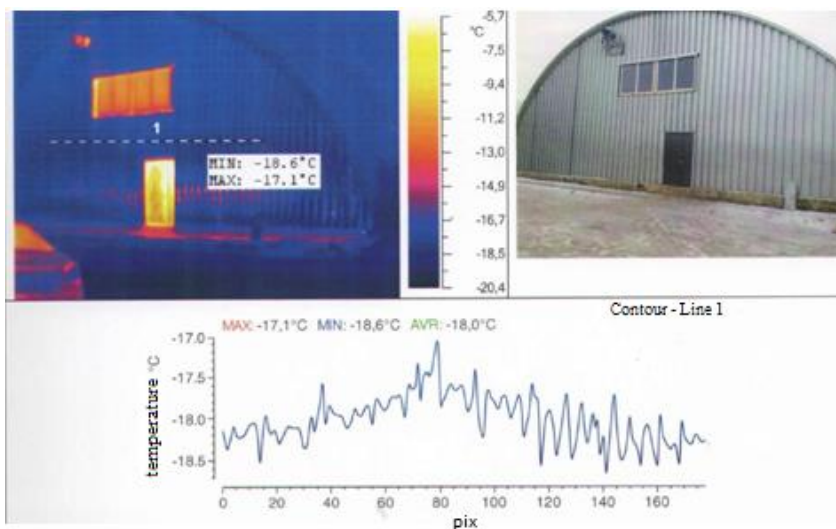 -5,7
°C
-7,5
-9,4
-11,2
-13,0
-14,9
-16,7
-18,5
-20,4
1
MIN: -18.6°C
MAX: -17.1°C
Contour - Line 1
MAX: -17,1°C MIN: -18,6°C AVR: -18,0°C
temperature °C
-17.0
-17.5
-18.0
-18.5
0 20 40 60 80 100 120 140 160
pix